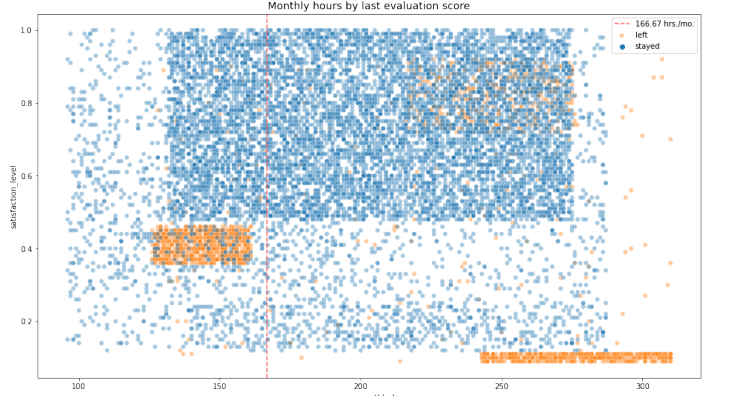 Monthly hours by last evaluation score
166.67 hrs./mo.
left
stayed
satisfaction_level
1.0
0.8
0.6
0.4
0.2
100
150
200
250
300